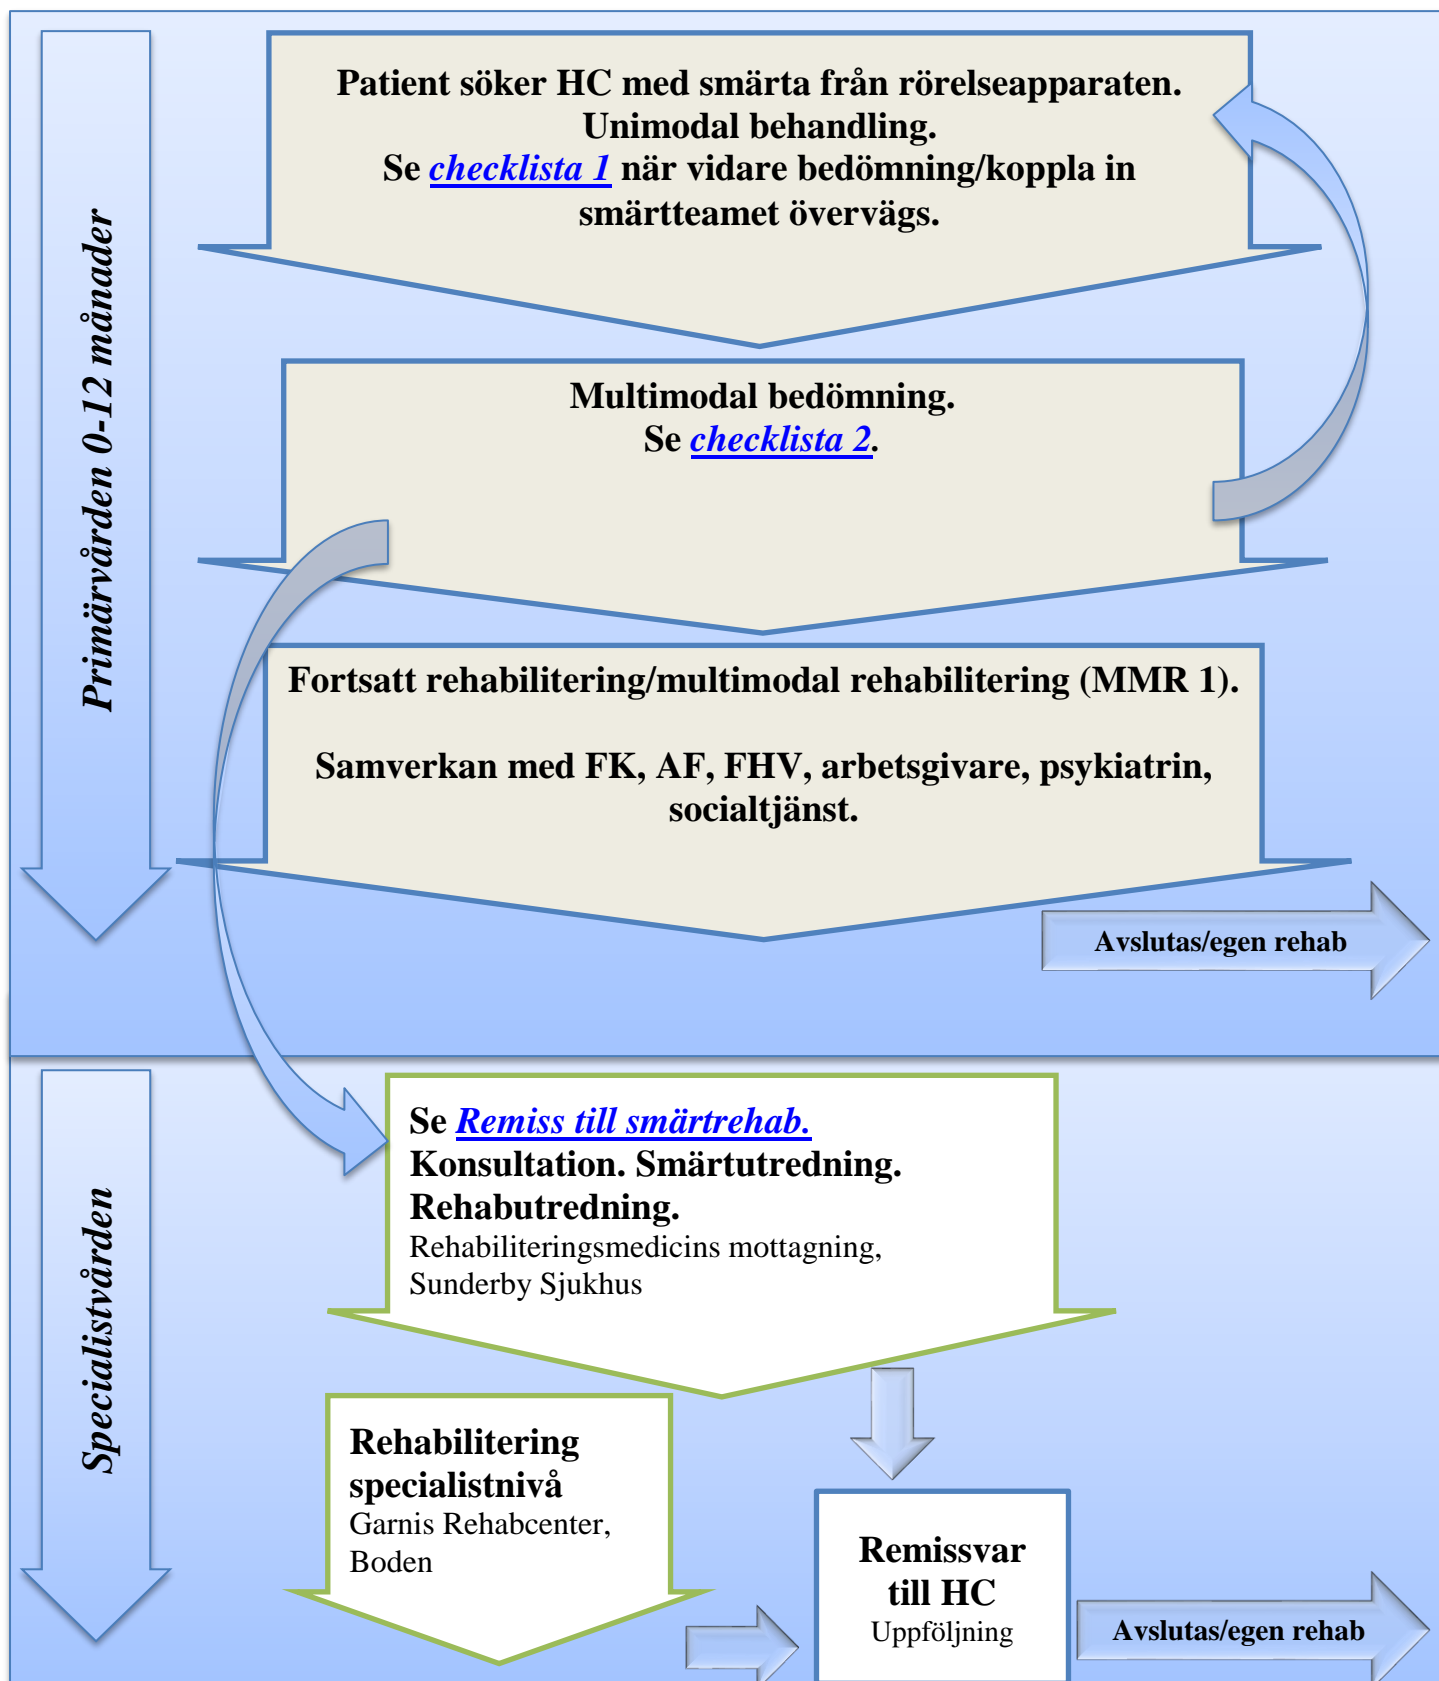 Primärvården 0-12 månader
Patient söker HC med smärta från rörelseapparaten.
Unimodal behandling.
Se checklista 1 när vidare bedömning/koppla in
smärtteamet övervägs.
Multimodal bedömning.
Se checklista 2.
Fortsatt rehabilitering/multimodal rehabilitering (MMR 1).
Samverkan med FK, AF, FHV, arbetsgivare, psykiatrin,
socialtjänst.
Avslutas/egen rehab
Specialistvården
Se Remiss till smärtrehab.
Konsultation. Smärtutredning.
Rehabutredning.
Rehabiliteringsmedicins mottagning,
Sunderby Sjukhus
Rehabilitering
specialistnivå
Garnis Rehabcenter,
Boden
Remissvar
till HC
Uppföljning
Avslutas/egen rehab